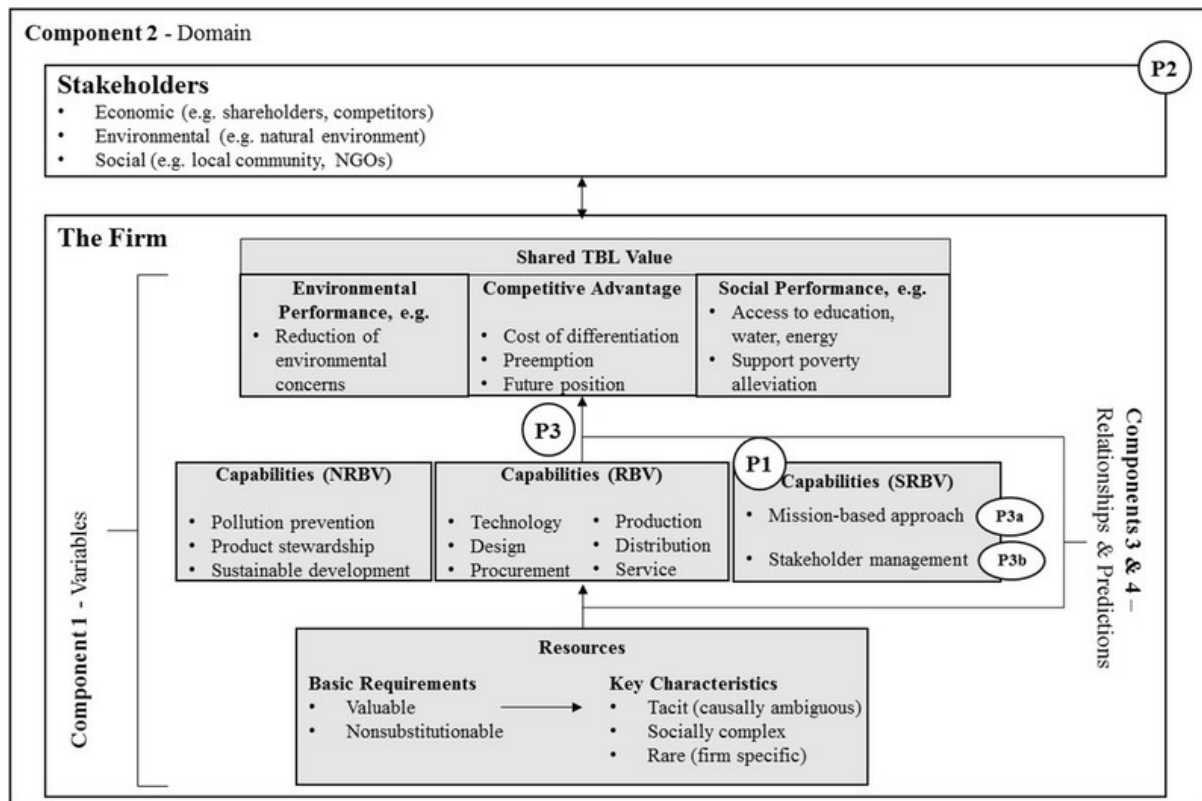 Component 2 - Domain
P2
Stakeholders
• Economic (e.g. shareholders, competitors)
• Environmental (e.g. natural environment)
• Social (e.g. local community, NGOs)
The Firm
Shared TBL Value
Environmental
Performance, e.g.
• Reduction of
environmental
concerns
Competitive Advantage
• Cost of differentiation
• Preemption
• Future position
Social Performance, e.g.
• Access to education,
water, energy
• Support poverty
alleviation
P3
P1
Capabilities (NRBV)
• Pollution prevention
• Product stewardship
• Sustainable development
Capabilities (RBV)
• Technology
• Design
• Procurement
• Production
• Distribution
• Service
Capabilities (SRBV)
• Mission-based approach
P3a
• Stakeholder management
P3b
Resources
Basic Requirements
• Valuable
• Nonsubstitutionable
Key Characteristics
• Tacit (causally ambiguous)
• Socially complex
• Rare (firm specific)
Component 1 - Variables
Components 3 & 4 –
Relationships & Predictions